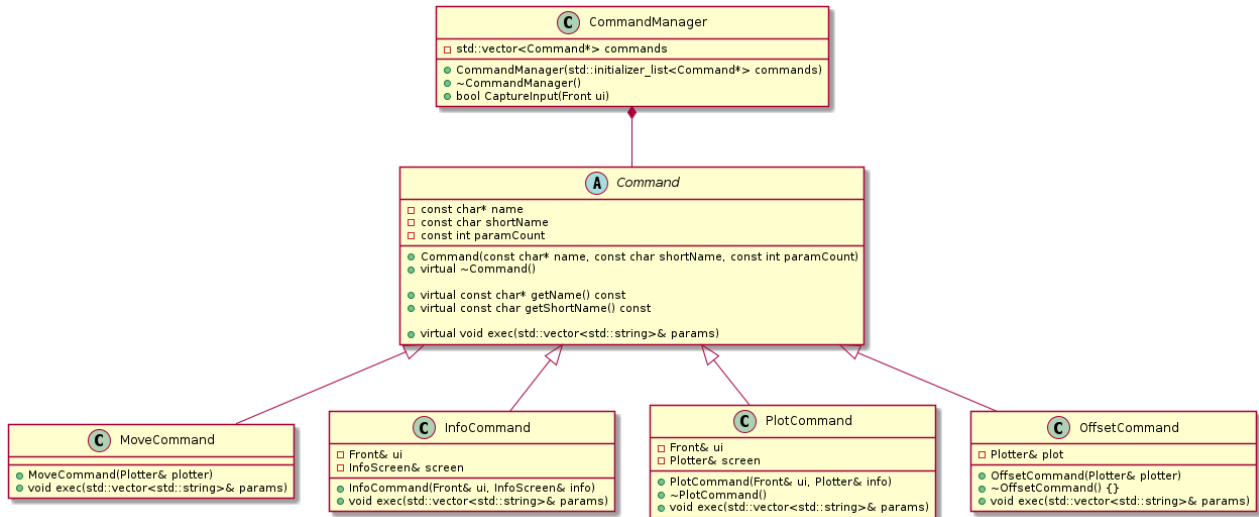 C CommandManager
std::vector<Command*> commands
CommandManager(std::initializer_list<Command*> commands)
~CommandManager()
bool CaptureInput(Front ui)
A Command
const char* name
const char shortName
const int paramCount
Command(const char* name, const char shortName, const int paramCount)
virtual ~Command()
virtual const char* getName() const
virtual const char getShortName() const
virtual void exec(std::vector<std::string>& params)
C MoveCommand
MoveCommand(Plotter& plotter)
void exec(std::vector<std::string>& params)
C InfoCommand
Front& ui
InfoScreen& screen
InfoCommand(Front& ui, InfoScreen& info)
void exec(std::vector<std::string>& params)
C PlotCommand
Front& ui
Plotter& screen
PlotCommand(Front& ui, Plotter& info)
~PlotCommand()
void exec(std::vector<std::string>& params)
C OffsetCommand
Plotter& plot
OffsetCommand(Plotter& plotter)
~OffsetCommand() {}
void exec(std::vector<std::string>& params)